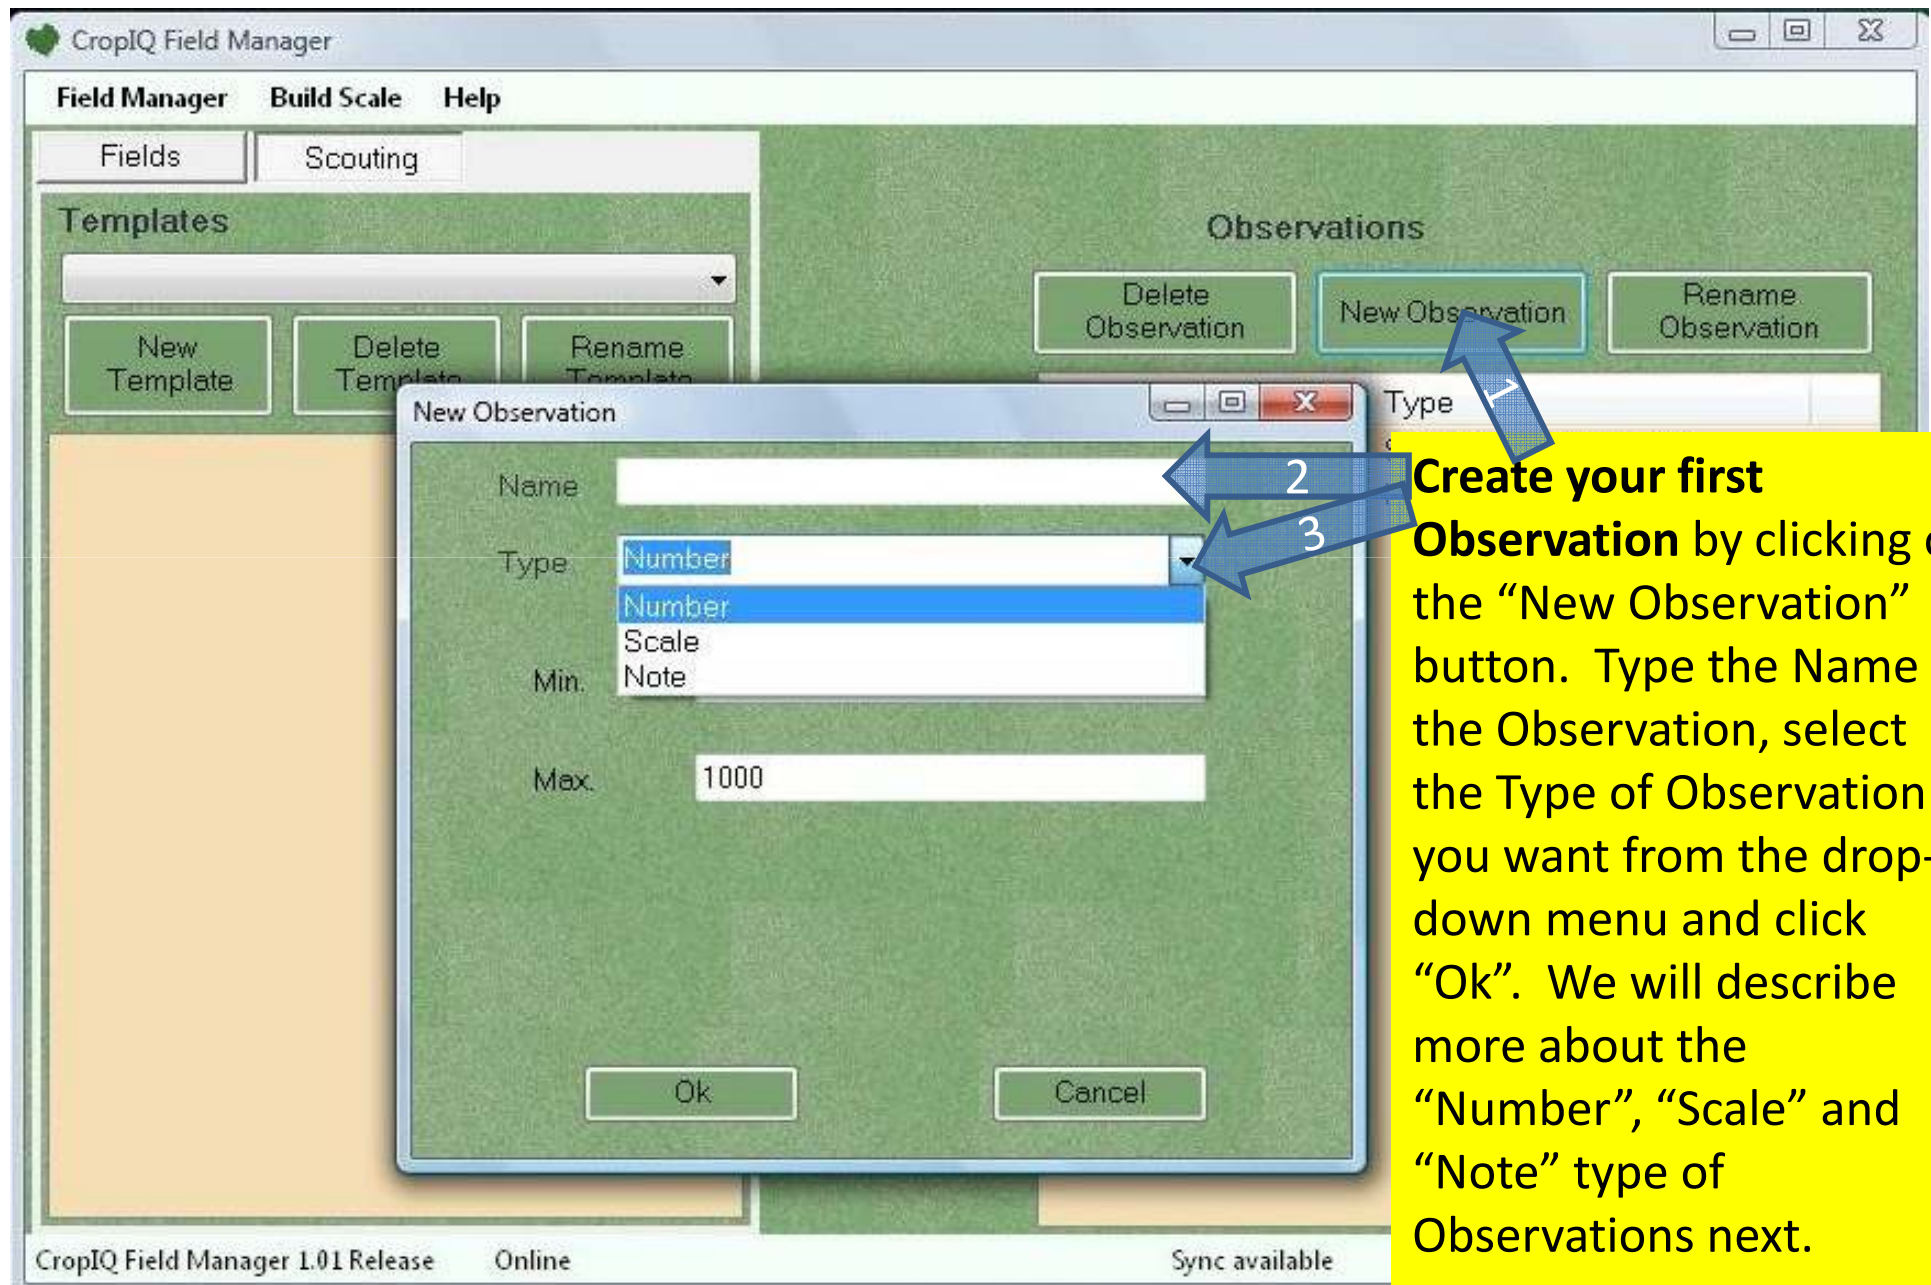 CropIQ Field Manager
Field Manager Build Scale Help
Fields Scouting
Templates
New
Template
Delete
Template
Rename
Template
Observations
Delete
Observation
New Observation
Rename
Observation
Type
New Observation
Name
Type Number
Number
Scale
Note
Min.
Max. 1000
Ok Cancel
1
2
3
Create your first
Observation by clicking
the “New Observation”
button. Type the Name
the Observation, select
the Type of Observation
you want from the drop-
down menu and click
“Ok”. We will describe
more about the
“Number”, “Scale” and
“Note” type of
Observations next.
CropIQ Field Manager 1.01 Release Online Sync available